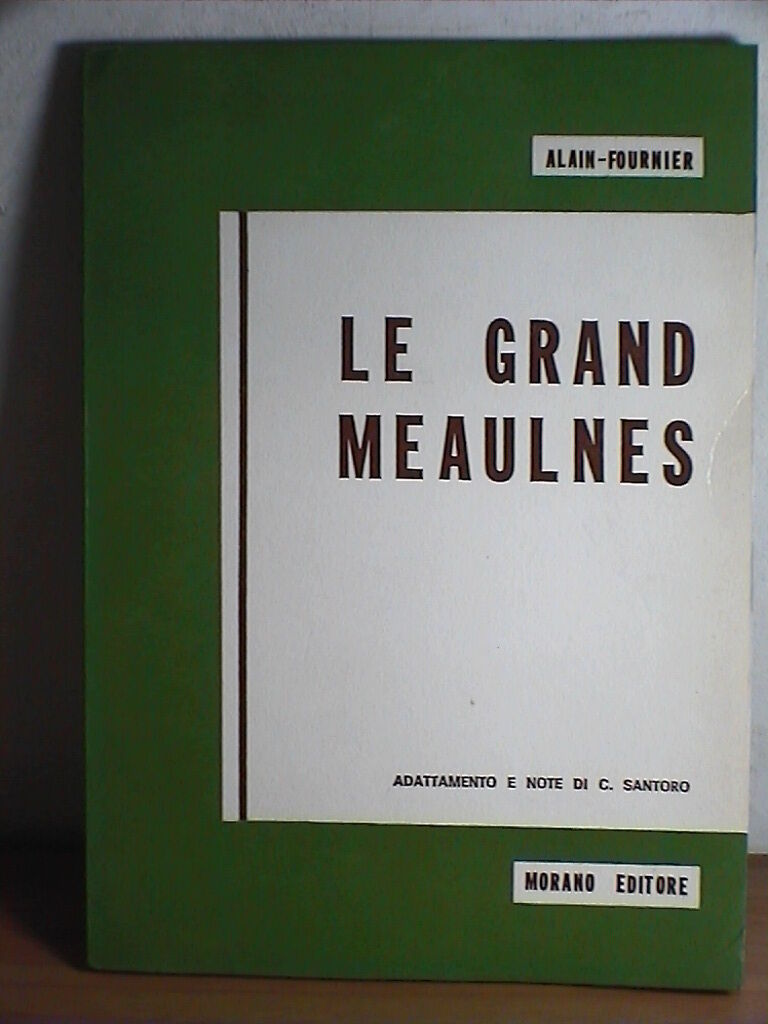 ALAIN-FOURNIER
LE GRAND
MEAULNES
ADATTAMENTO E NOTE DI C. SANTORO
MORANO EDITORE